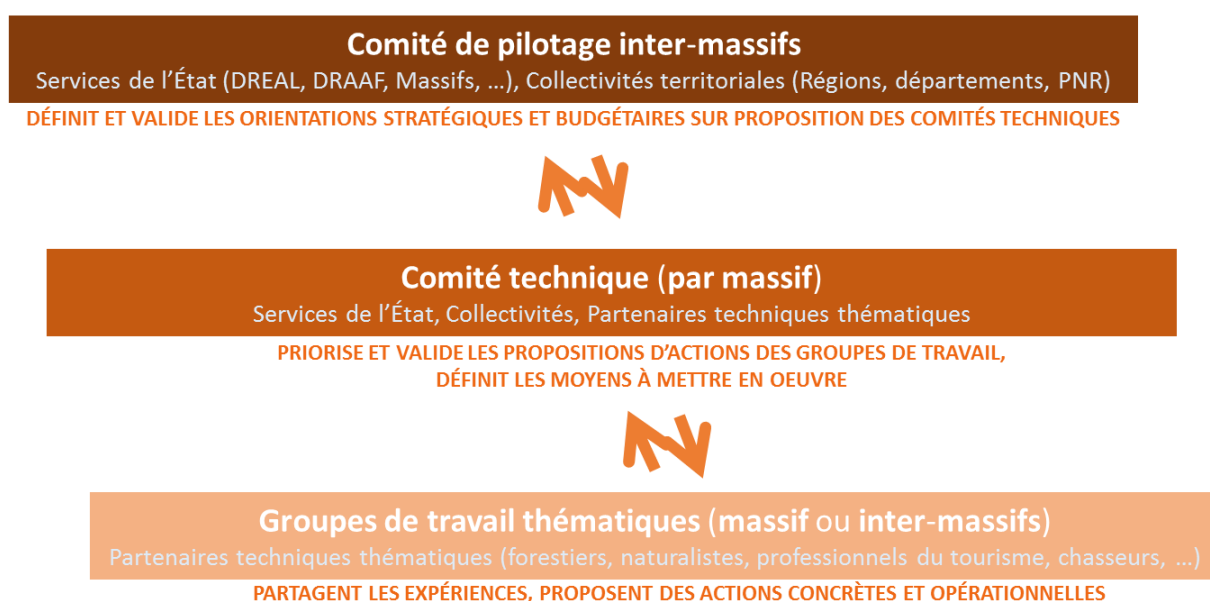 Comité de pilotage inter-massifs
Services de l'État (DREAL, DRAAF, Massifs, …), Collectivités territoriales (Régions, départements, PNR)
DÉFINIT ET VALIDE LES ORIENTATIONS STRATÉGIQUES ET BUDGÉTAIRES SUR PROPOSITION DES COMITÉS TECHNIQUES
Comité technique (par massif)
Services de l'État, Collectivités, Partenaires techniques thématiques
PRIORISE ET VALIDE LES PROPOSITIONS D'ACTIONS DES GROUPES DE TRAVAIL,
DÉFINIT LES MOYENS À METTRE EN OEUVRE
Groupes de travail thématiques (massif ou inter-massifs)
Partenaires techniques thématiques (forestiers, naturalistes, professionnels du tourisme, chasseurs, …)
PARTAGENT LES EXPÉRIENCES, PROPOSENT DES ACTIONS CONCRÈTES ET OPÉRATIONNELLES